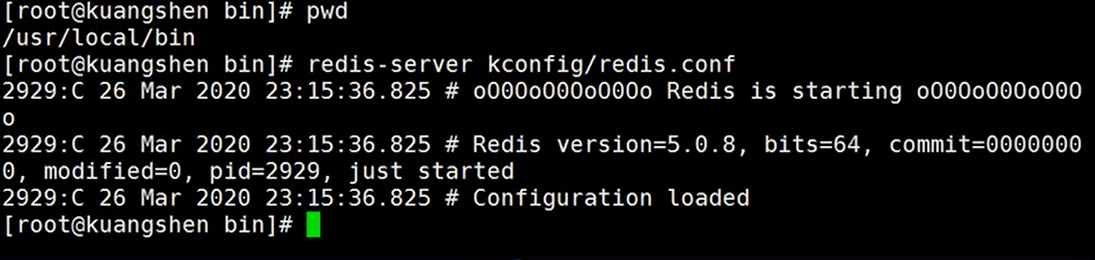 [root@kuangshen bin]# pwd
/usr/local/bin
[root@kuangshen bin]# redis-server kconfig/redis.conf
2929:C 26 Mar 2020 23:15:36.825 # oO0OoO0OoO0Oo Redis is starting oO0OoO0OoO0O
o
2929:C 26 Mar 2020 23:15:36.825 # Redis version=5.0.8, bits=64, commit=0000000
0, modified=0, pid=2929, just started
2929:C 26 Mar 2020 23:15:36.825 # Configuration loaded
[root@kuangshen bin]#